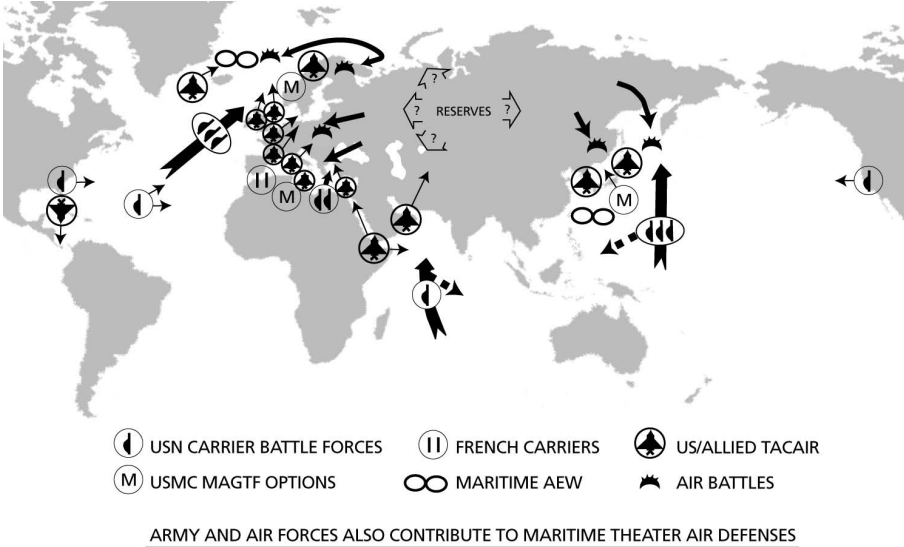 M
?
?
RESERVES
?
?
M
M
USN CARRIER BATTLE FORCES
FRENCH CARRIERS
US/ALLIED TACAIR
M
USMC MAGTF OPTIONS
MARITIME AEW
AIR BATTLES
ARMY AND AIR FORCES ALSO CONTRIBUTE TO MARITIME THEATER AIR DEFENSES